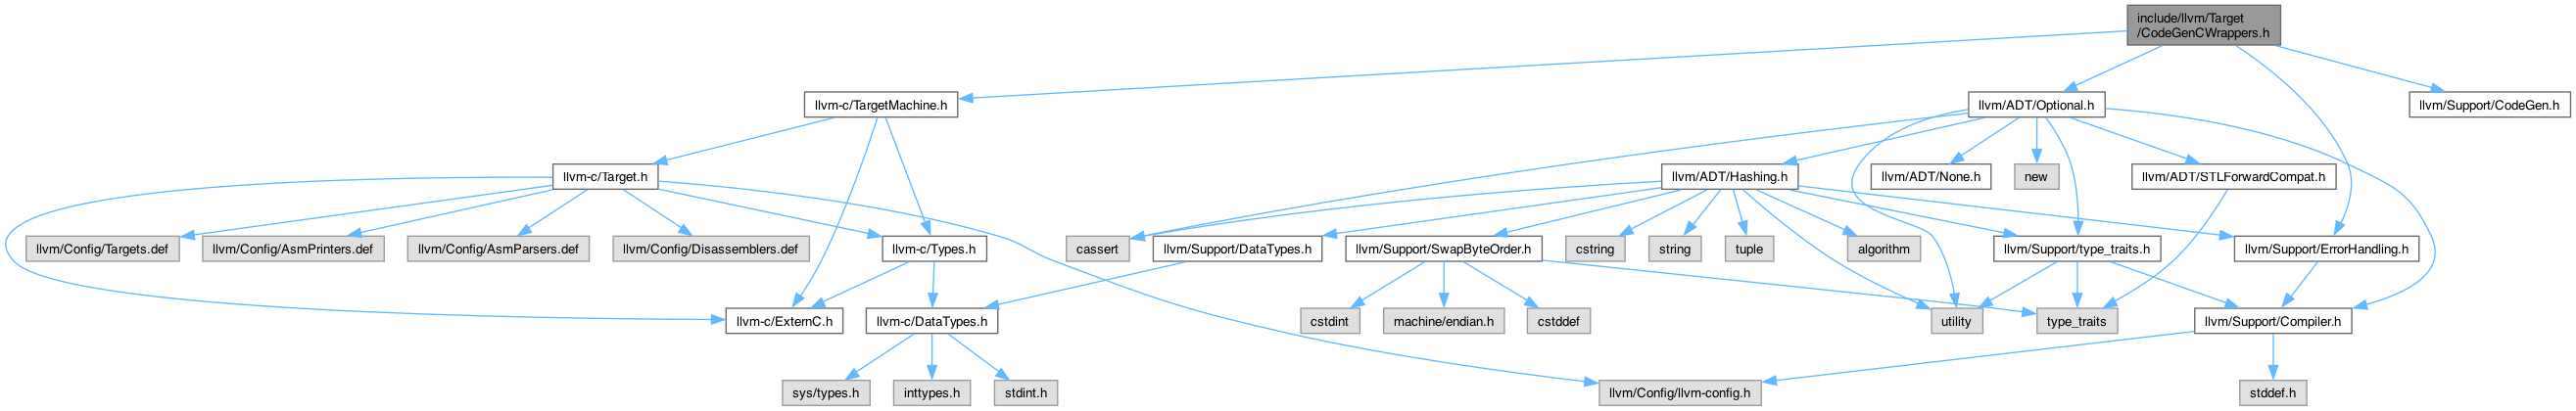 include/llvm/Target
/CodeGenCWrappers.h
llvm-c/TargetMachine.h
llvm/ADT/Optional.h
llvm/Support/CodeGen.h
llvm-c/Target.h
llvm/ADT/Hashing.h
llvm/ADT/None.h
new
llvm/ADT/STLForwardCompat.h
llvm/Config/Targets.def
llvm/Config/AsmPrinters.def
llvm/Config/AsmParsers.def
llvm/Config/Disassemblers.def
llvm-c/Types.h
cassert
llvm/Support/DataTypes.h
llvm/Support/SwapByteOrder.h
cstring
string
tuple
algorithm
llvm/Support/type_traits.h
llvm/Support/ErrorHandling.h
llvm-c/ExternC.h
llvm-c/DataTypes.h
cstdint
machine/endian.h
cstddef
utility
type_traits
llvm/Support/Compiler.h
sys/types.h
inttypes.h
stdint.h
llvm/Config/llvm-config.h
stddef.h